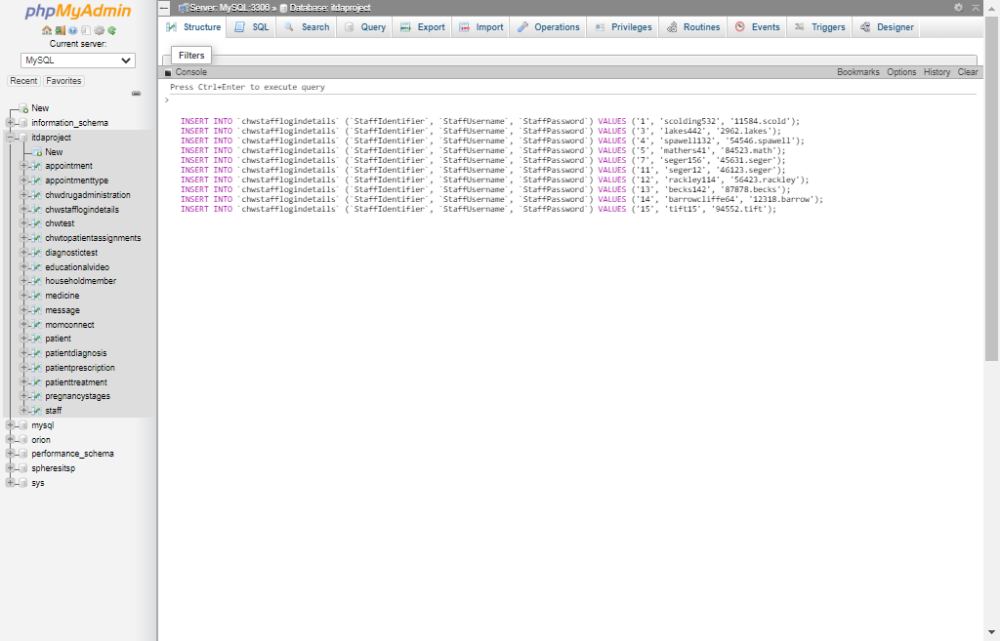 phpMyAdmin
Current server:
MySQL
Recent Favorites
New
information_schema
itdaproject
New
appointment
appointmenttype
chwdrugadministration
chwstafflogindetails
chwtest
chwtopatientassignments
diagnostictest
educationalvideo
householdmember
medicine
message
momconnect
patient
patientdiagnosis
patientprescription
patienttreatment
pregnancystages
staff
mysql
orion
performance_schema
spheresitsp
sys
Server: MySQL:3308 » Database: itdaproject
Structure SQL Search Query Export Import Operations Privileges Routines Events Triggers Designer
Filters
Console Bookmarks Options History Clear
Press Ctrl+Enter to execute query
>
INSERT INTO `chwstafflogindetails` (`StaffIdentifier`, `StaffUsername`, `StaffPassword`) VALUES ('1', 'scolding532', '11584.scold');
INSERT INTO `chwstafflogindetails` (`StaffIdentifier`, `StaffUsername`, `StaffPassword`) VALUES ('3', 'lakes442', '2962.lakes');
INSERT INTO `chwstafflogindetails` (`StaffIdentifier`, `StaffUsername`, `StaffPassword`) VALUES ('4', 'spawell132', '54546.spawell');
INSERT INTO `chwstafflogindetails` (`StaffIdentifier`, `StaffUsername`, `StaffPassword`) VALUES ('5', 'mathers41', '84523.math');
INSERT INTO `chwstafflogindetails` (`StaffIdentifier`, `StaffUsername`, `StaffPassword`) VALUES ('7', 'seger156', '45631.seger');
INSERT INTO `chwstafflogindetails` (`StaffIdentifier`, `StaffUsername`, `StaffPassword`) VALUES ('11', 'seger12', '46123.seger');
INSERT INTO `chwstafflogindetails` (`StaffIdentifier`, `StaffUsername`, `StaffPassword`) VALUES ('12', 'rackley114', '56423.rackley');
INSERT INTO `chwstafflogindetails` (`StaffIdentifier`, `StaffUsername`, `StaffPassword`) VALUES ('13', 'becks142', '87878.becks');
INSERT INTO `chwstafflogindetails` (`StaffIdentifier`, `StaffUsername`, `StaffPassword`) VALUES ('14', 'barrowcliffe64', '12318.barrow');
INSERT INTO `chwstafflogindetails` (`StaffIdentifier`, `StaffUsername`, `StaffPassword`) VALUES ('15', 'tift15', '94552.tift');